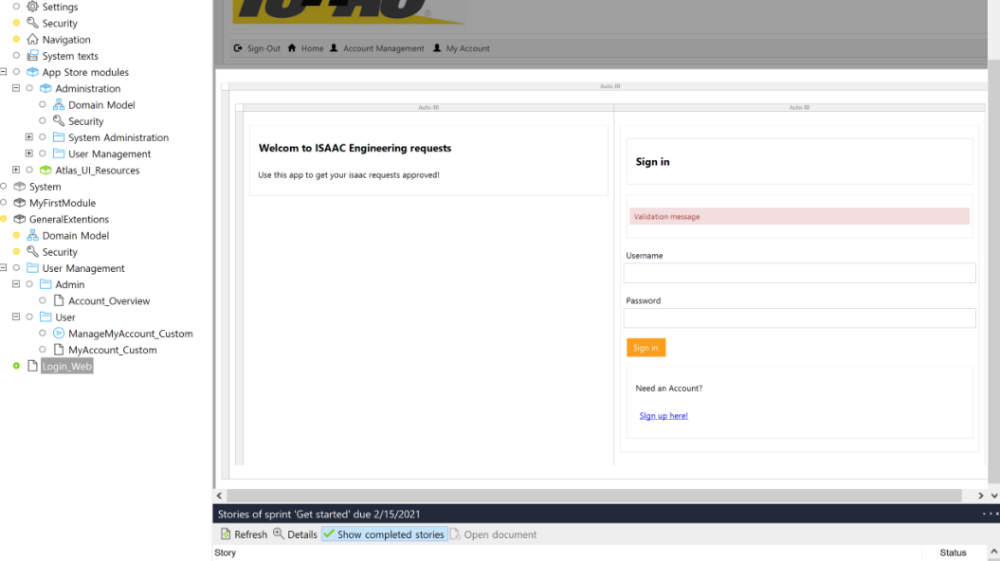 Settings
Security
Navigation
System texts
App Store modules
Administration
Domain Model
Security
System Administration
User Management
Atlas_UI_Resources
System
MyFirstModule
GeneralExtentions
Domain Model
Security
User Management
Admin
Account_Overview
User
ManageMyAccount_Custom
MyAccount_Custom
Login_Web
Sign-Out Home Account Management My Account
Auto-fill
Auto-fill Auto-fill
Welcom to ISAAC Engineering requests
Use this app to get your isaac requests approved!
Sign in
Validation message
Username
Password
Sign in
Need an Account?
SIgn up here!
Stories of sprint 'Get started' due 2/15/2021
Refresh Details Show completed stories Open document
Story Status